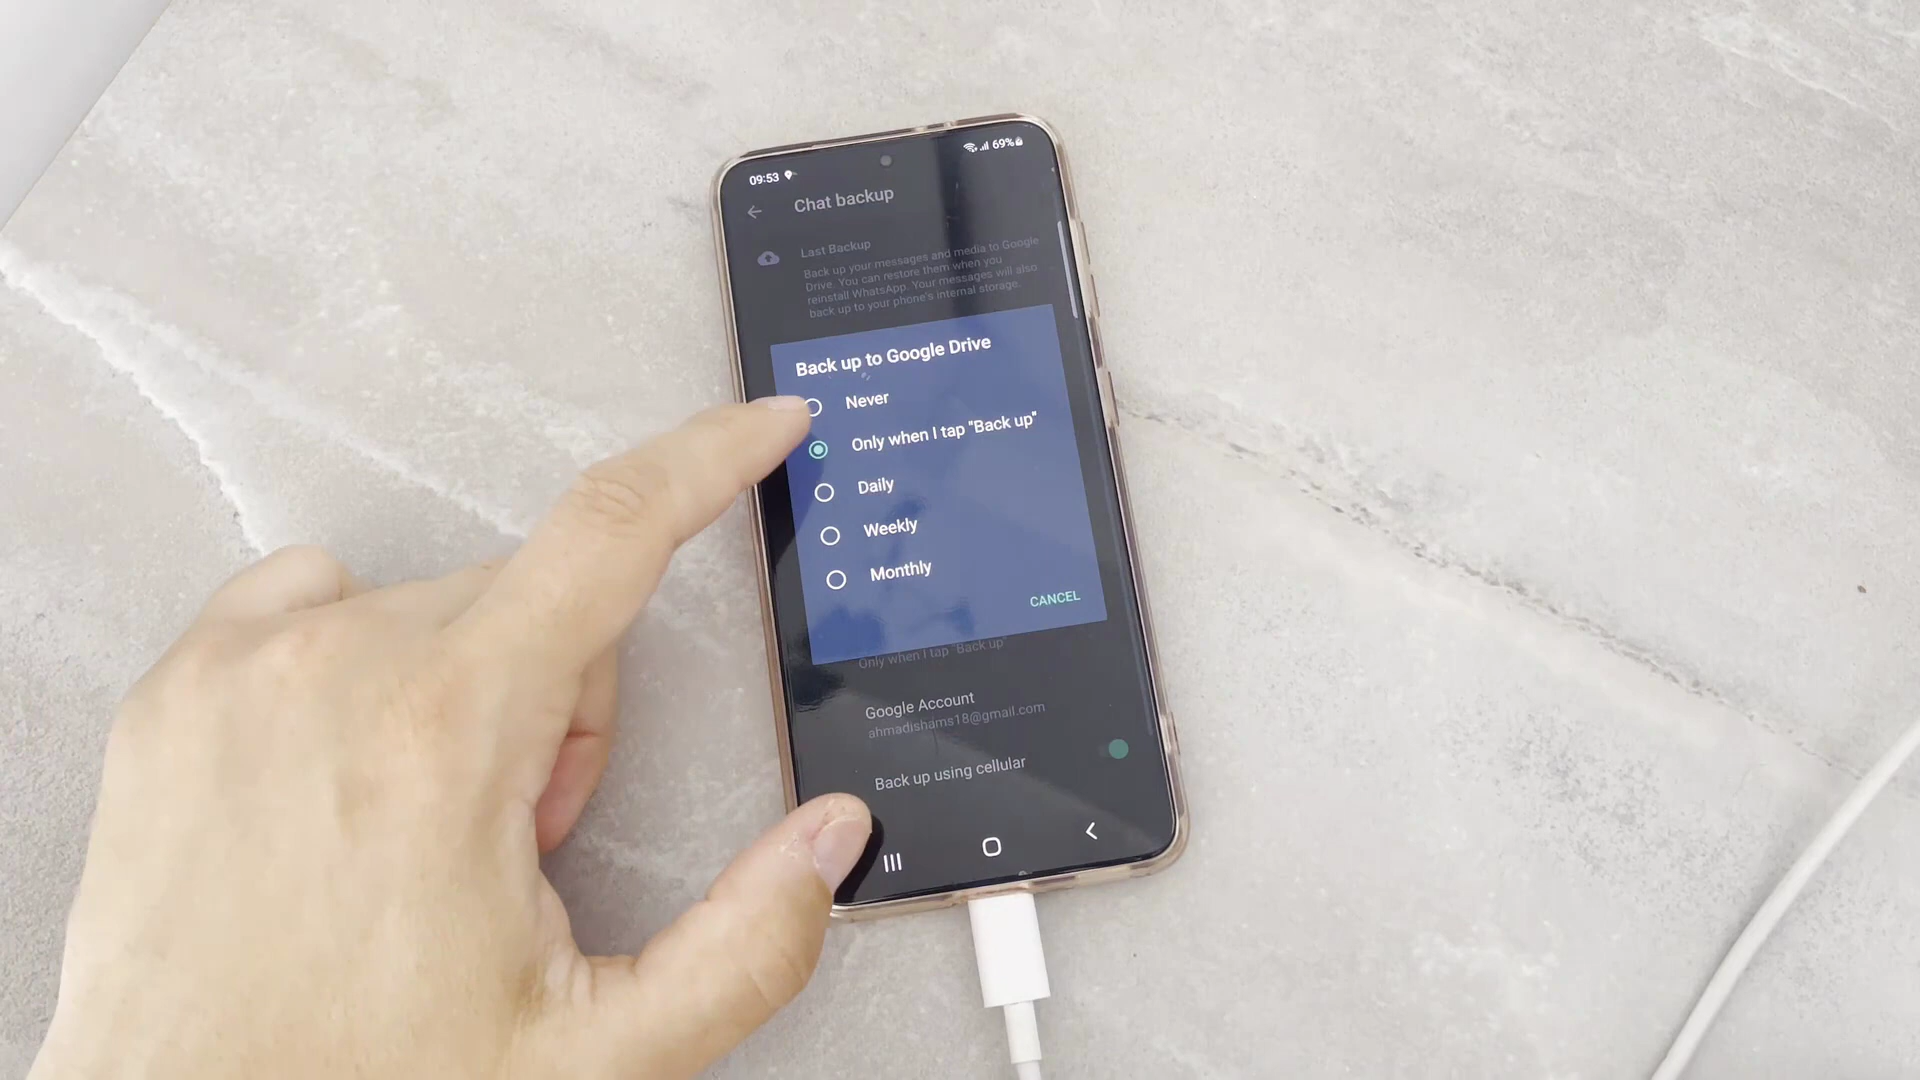 09:53
69%
Chat backup
Last Backup
Back up your messages and media to Google
Drive. You can restore them when you
reinstall WhatsApp. Your messages will also
back up to your phone's internal storage.
Back up to Google Drive
Never
Only when I tap "Back up"
Daily
Weekly
Monthly
CANCEL
Only when I tap "Back up"
Google Account
ahmadishams18@gmail.com
Back up using cellular